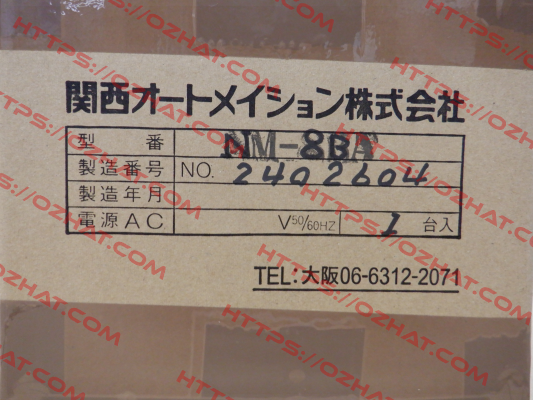 関西オートメイション株式会社
型番 NM-8BA
製造番号 NO. 2402604
製造年月
電源AC V50/60HZ 1 台入
TEL:大阪06-6312-2071
HTTPS://OZHAT.COM